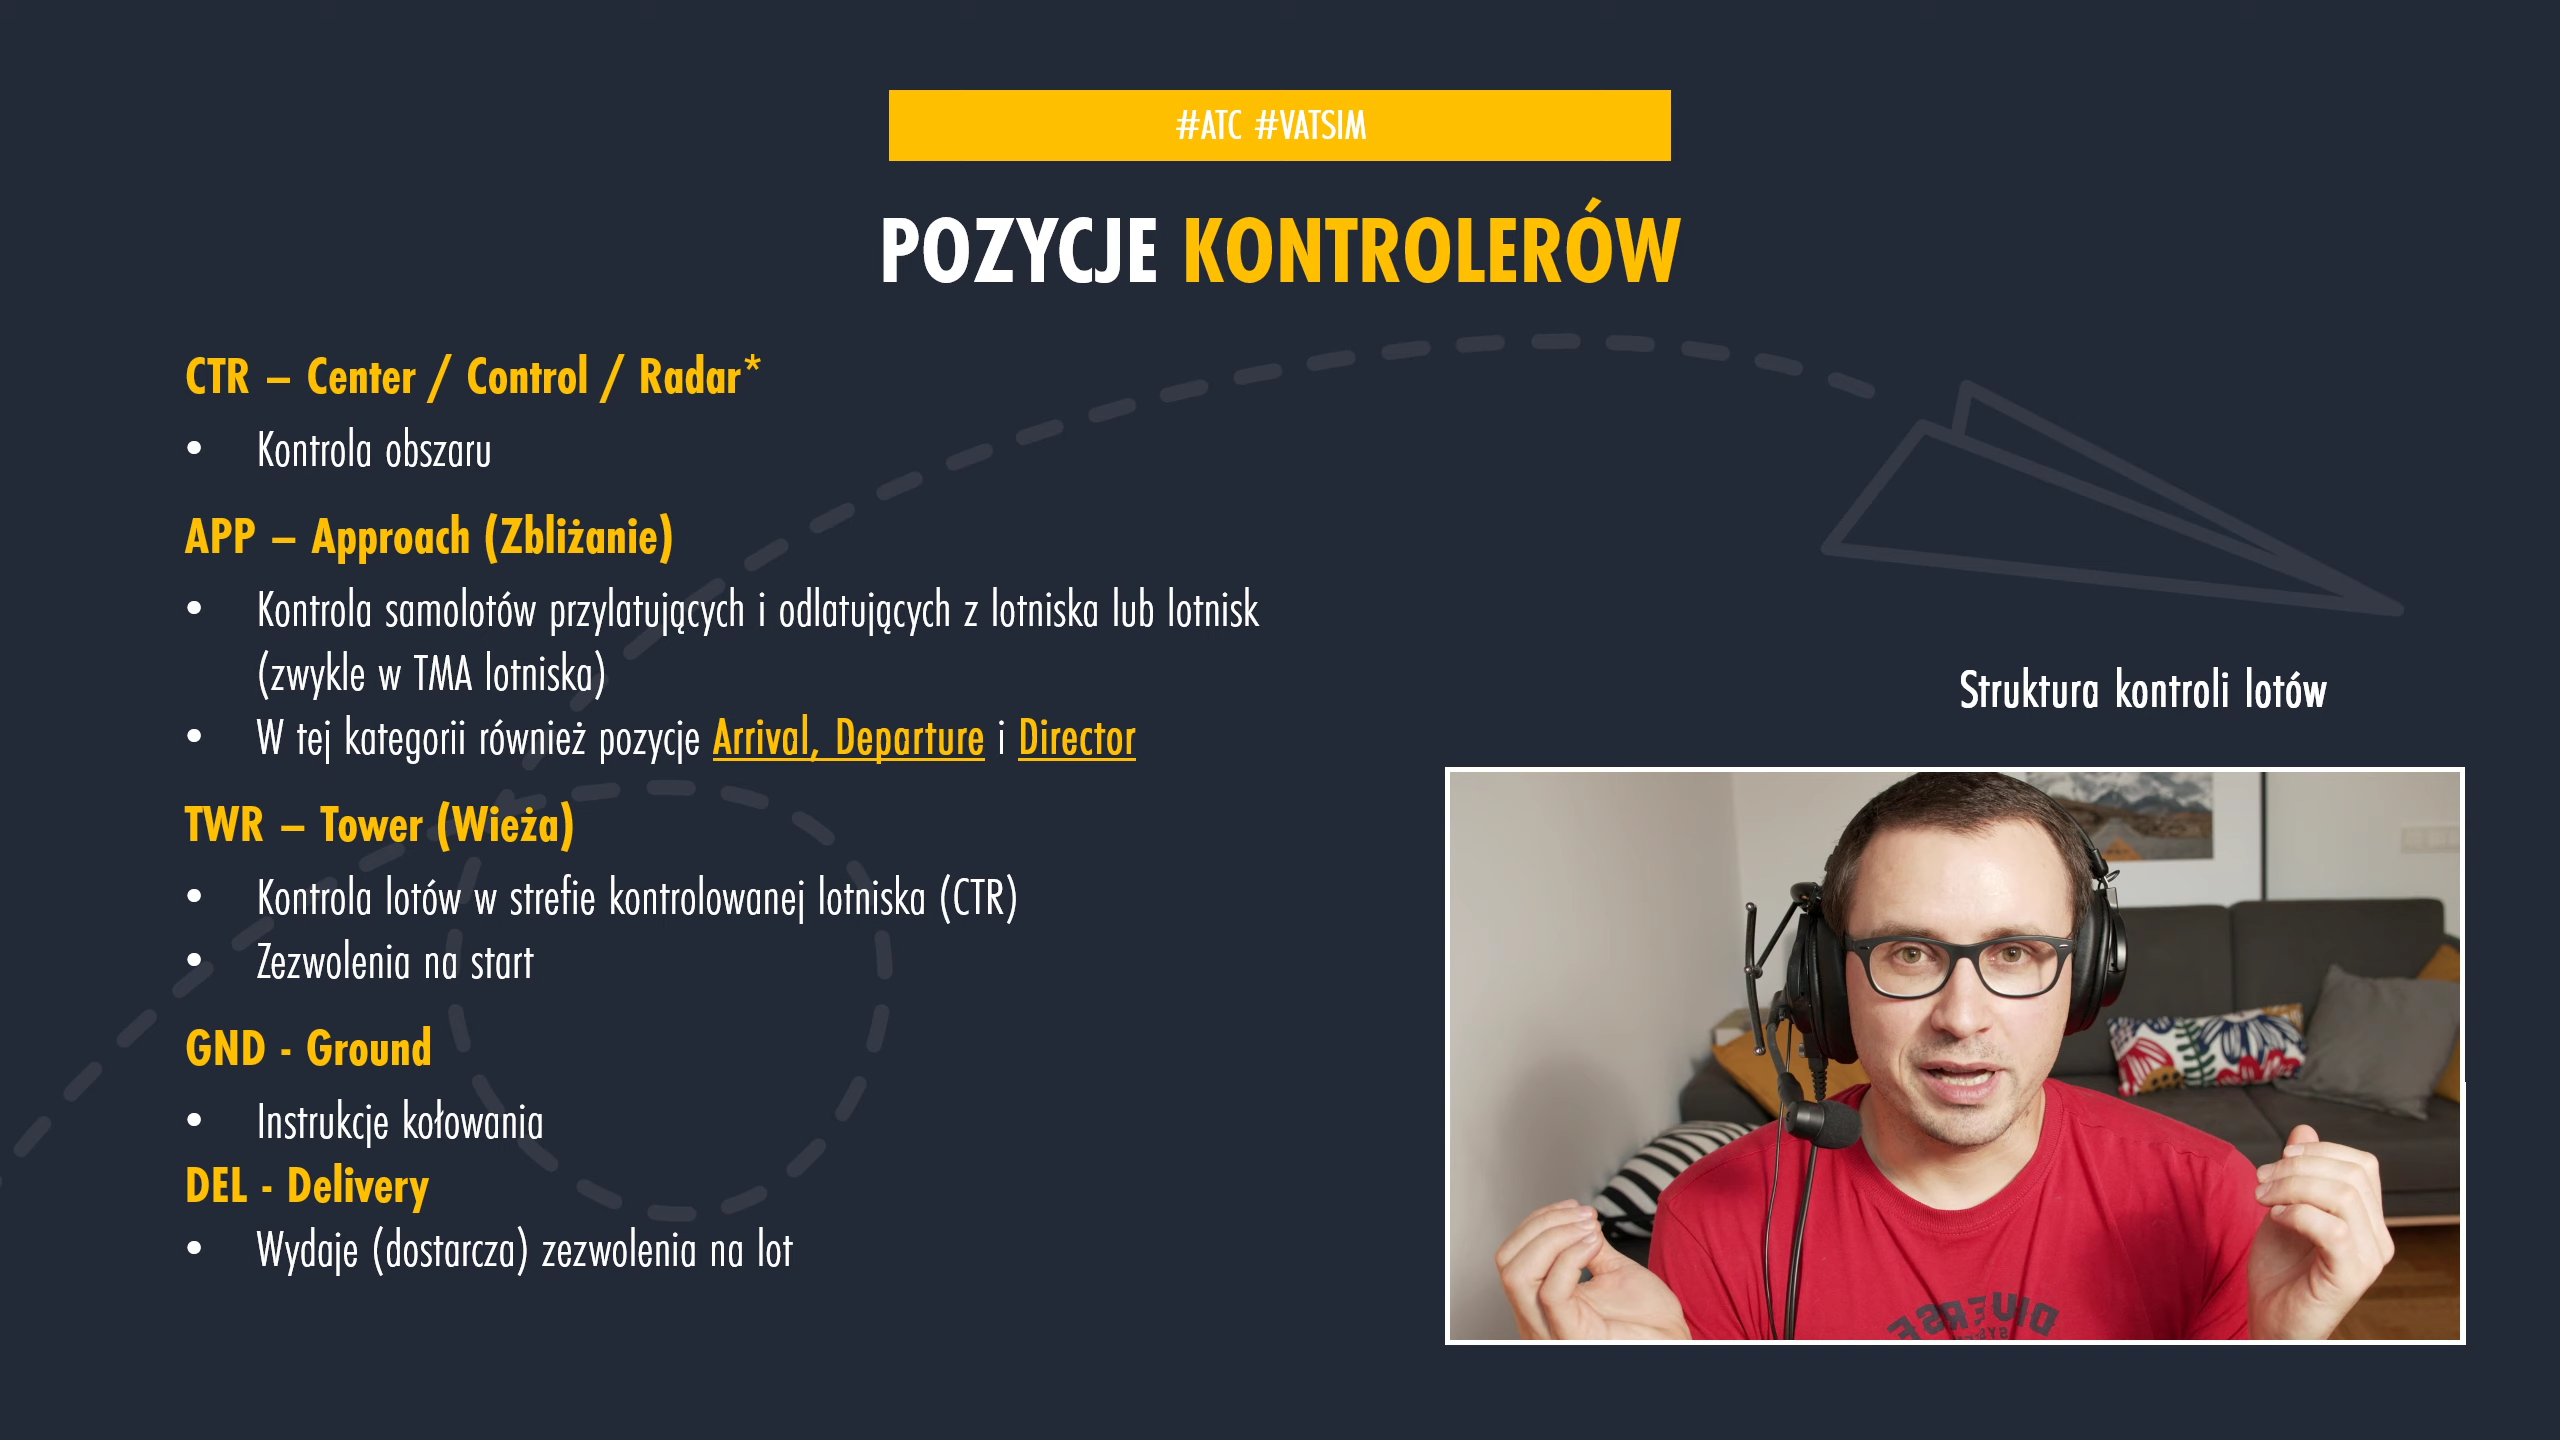 #ATC #VATSIM
POZYCJE KONTROLERÓW
CTR – Center / Control / Radar*
• Kontrola obszaru
APP – Approach (Zbliżanie)
• Kontrola samolotów przylatujących i odlatujących z lotniska lub lotnisk
(zwykle w TMA lotniska)
• W tej kategorii również pozycje Arrival, Departure i Director
TWR – Tower (Wieża)
• Kontrola lotów w strefie kontrolowanej lotniska (CTR)
• Zezwolenia na start
GND - Ground
• Instrukcje kołowania
DEL - Delivery
• Wydaje (dostarcza) zezwolenia na lot
Struktura kontroli lotów
DIVERSE